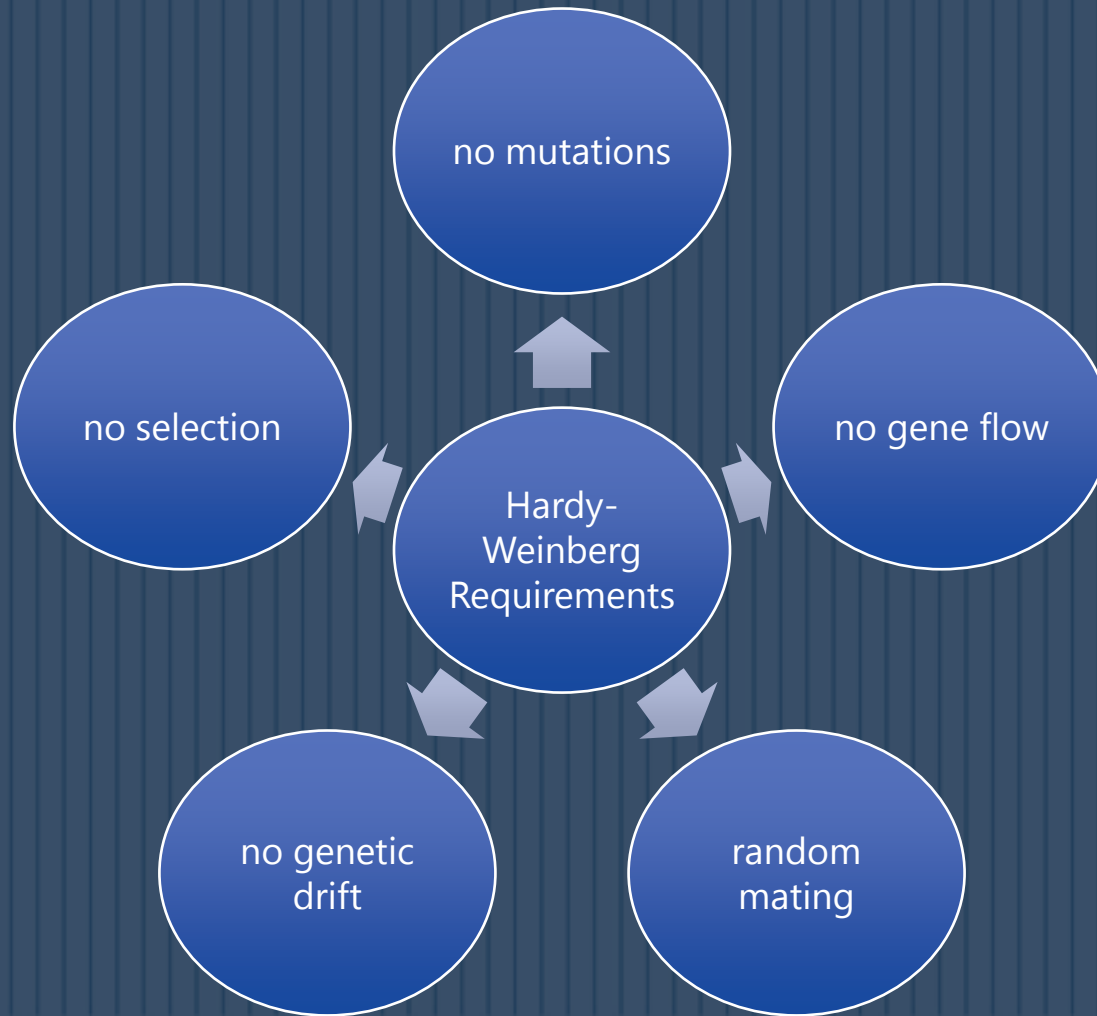 no mutations
no selection
no gene flow
Hardy-
Weinberg
Requirements
no genetic
drift
random
mating